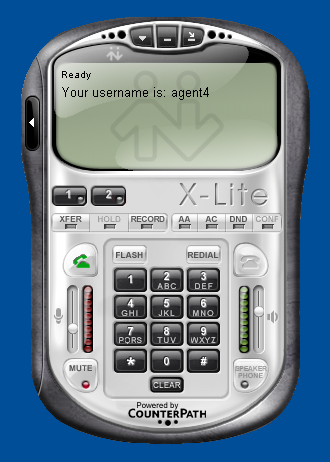 Ready
Your username is: agent4
1 2 X-Lite
XFER HOLD RECORD AA AC DND CONF
FLASH REDIAL
1 2 ABC 3 DEF
4 GHI 5 JKL 6 MNO
7 PQRS 8 TUV 9 WXYZ
* 0 #
MUTE SPEAKER PHONE
CLEAR
Powered by
COUNTERPATH